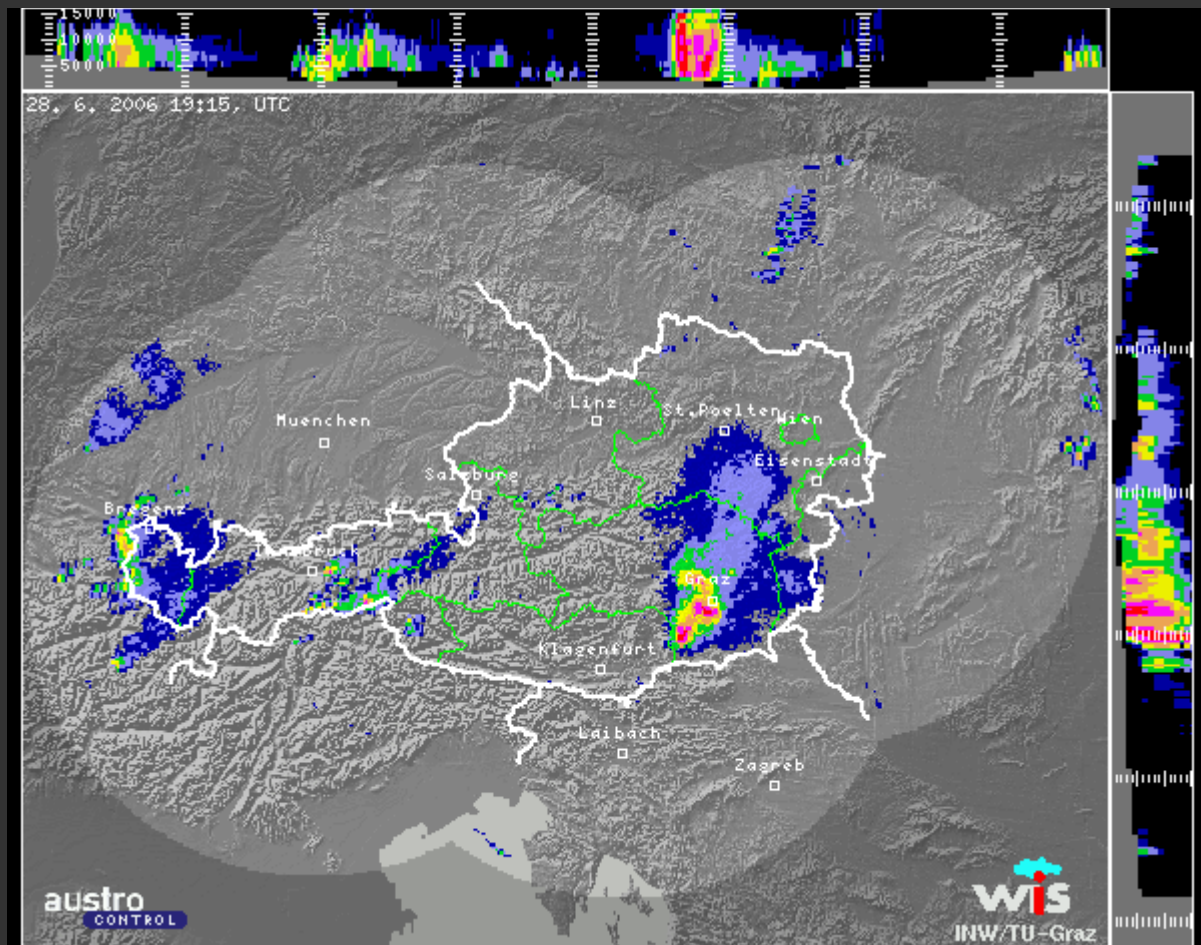 15000
10000
5000
28. 6. 2006 19:15, UTC
Linz
St.Poelten
Wien
Muenchen
Eisenstadt
Salzburg
Bregenz
Innsbruck
Graz
Klagenfurt
Laibach
Zagreb
austro
CONTROL
wis
INW/TU-Graz